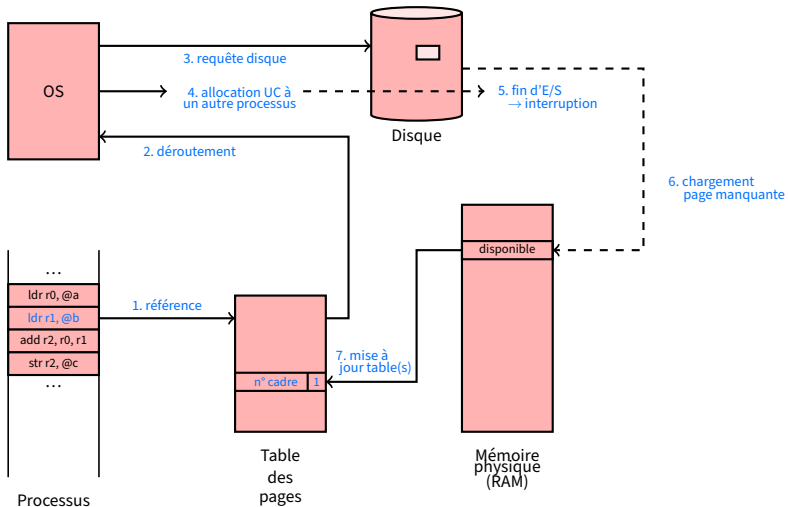 OS
3. requête disque
4. allocation UC à
un autre processus
2. déroutement
Disque
5. fin d'E/S
→ interruption
6. chargement
page manquante
disponible
...
ldr r0, @a
ldr r1, @b
add r2, r0, r1
str r2, @c
...
1. référence
7. mise à
jour table(s)
n° cadre 1
Processus
Table
des
pages
Mémoire
physique
(RAM)